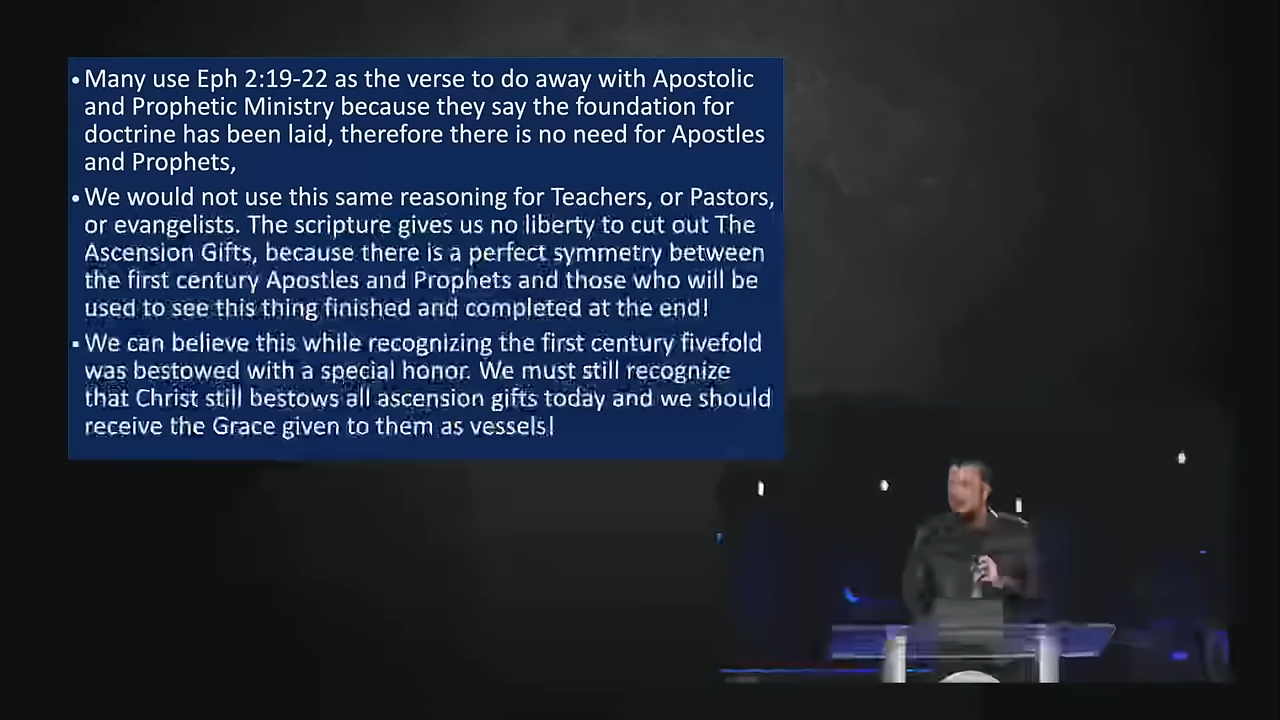 • Many use Eph 2:19-22 as the verse to do away with Apostolic
and Prophetic Ministry because they say the foundation for
doctrine has been laid, therefore there is no need for Apostles
and Prophets,
• We would not use this same reasoning for Teachers, or Pastors,
or evangelists. The scripture gives us no liberty to cut out The
Ascension Gifts, because there is a perfect symmetry between
the first century Apostles and Prophets and those who will be
used to see this thing finished and completed at the end!
▪ We can believe this while recognizing the first century fivefold
was bestowed with a special honor. We must still recognize
that Christ still bestows all ascension gifts today and we should
receive the Grace given to them as vessels!